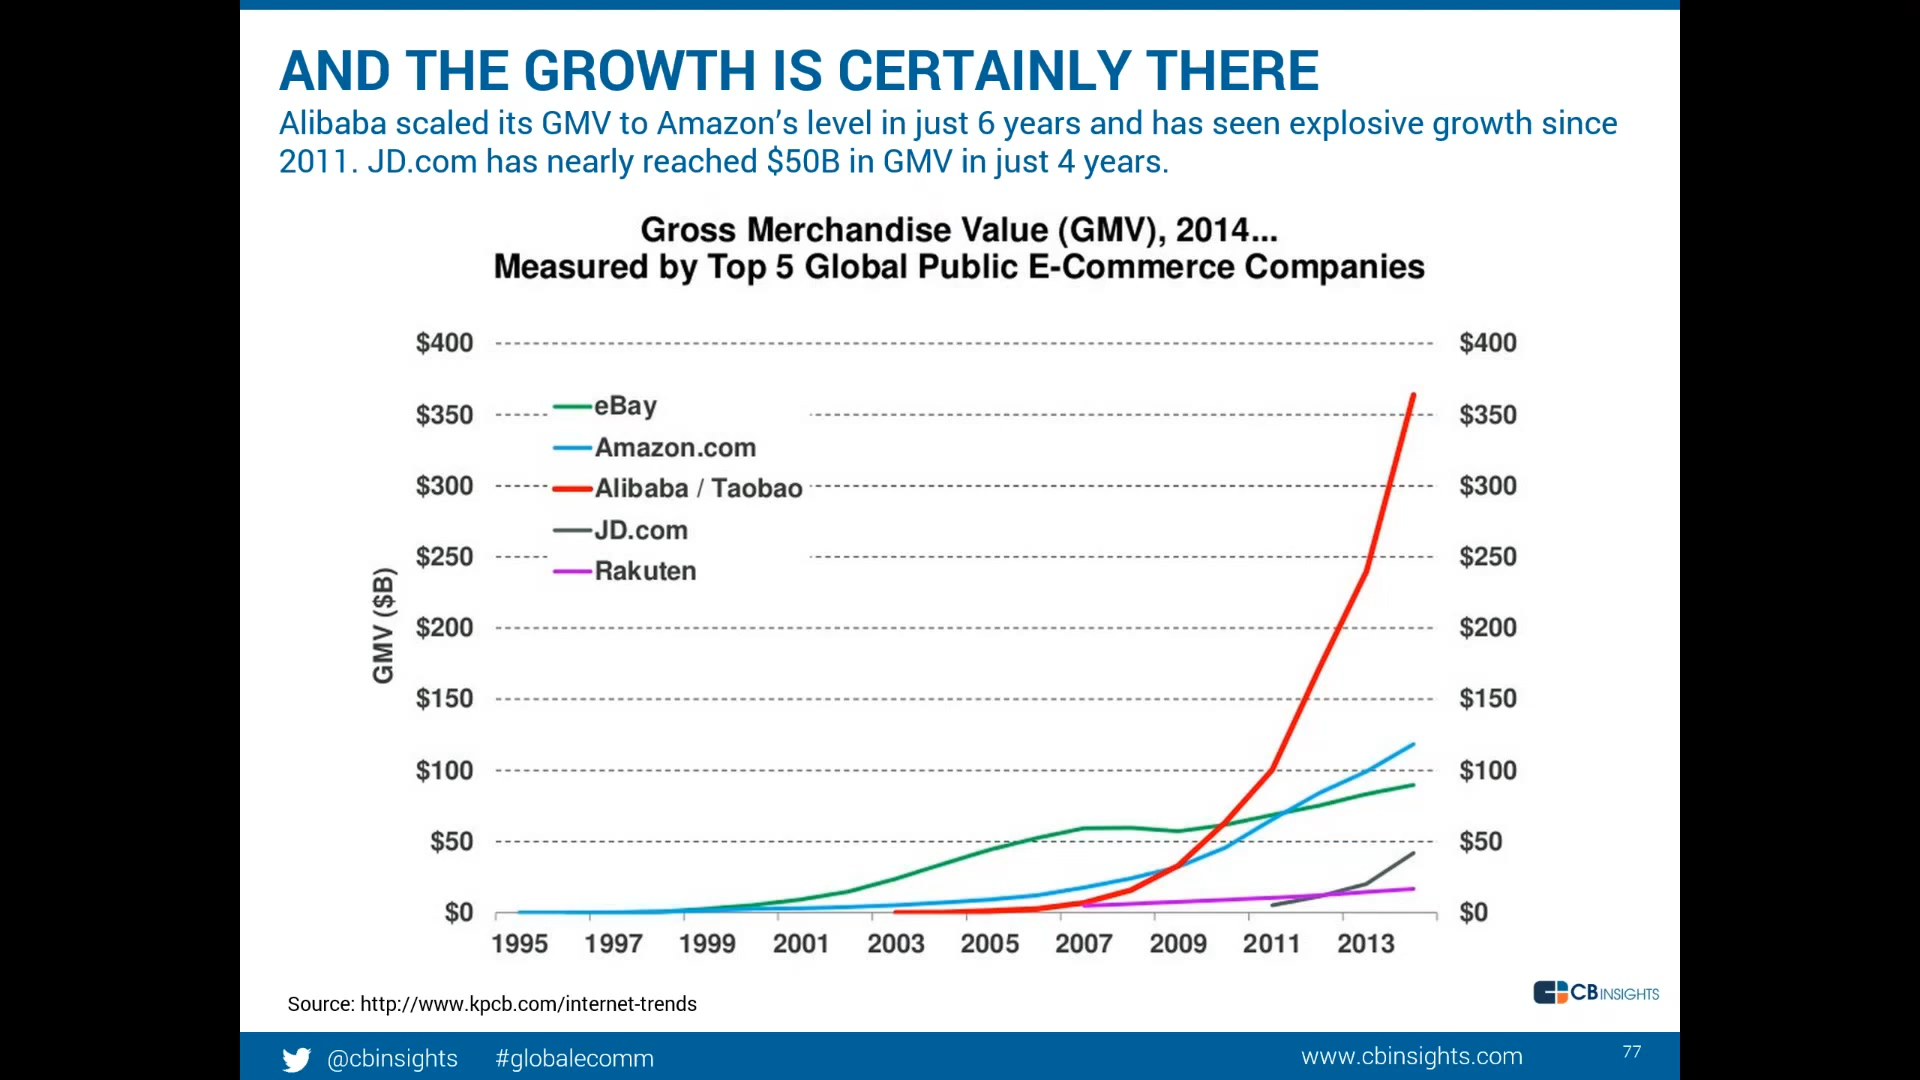 AND THE GROWTH IS CERTAINLY THERE
Alibaba scaled its GMV to Amazon’s level in just 6 years and has seen explosive growth since
2011. JD.com has nearly reached $50B in GMV in just 4 years.
Gross Merchandise Value (GMV), 2014...
Measured by Top 5 Global Public E-Commerce Companies
GMV ($B)
$400 $400
$350 $350
$300 $300
$250 $250
$200 $200
$150 $150
$100 $100
$50 $50
$0 $0
eBay
Amazon.com
Alibaba / Taobao
JD.com
Rakuten
1995 1997 1999 2001 2003 2005 2007 2009 2011 2013
Source: http://www.kpcb.com/internet-trends
CBINSIGHTS
@cbinsights #globalecomm www.cbinsights.com 77